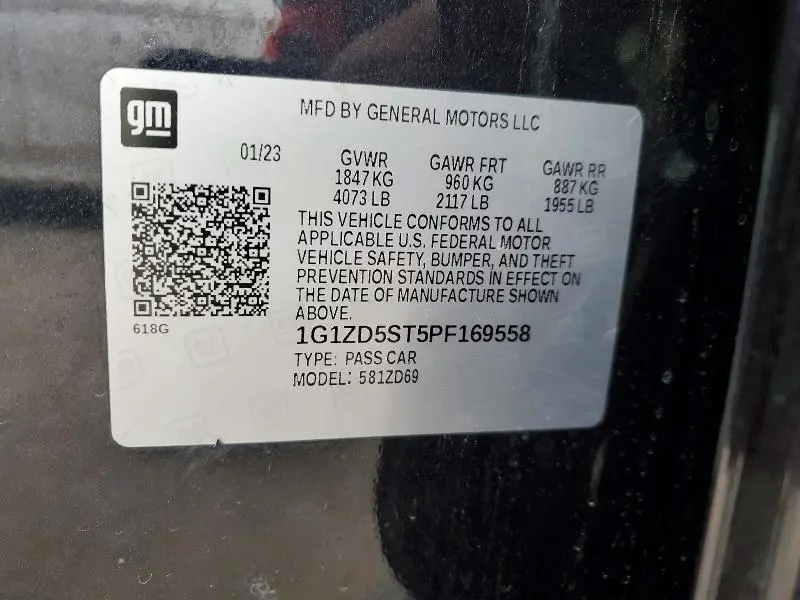 gm
MFD BY GENERAL MOTORS LLC
01/23
GVWR GAWR FRT GAWR RR
1847 KG 960 KG 887 KG
4073 LB 2117 LB 1955 LB
THIS VEHICLE CONFORMS TO ALL
APPLICABLE U.S. FEDERAL MOTOR
VEHICLE SAFETY, BUMPER, AND THEFT
PREVENTION STANDARDS IN EFFECT ON
THE DATE OF MANUFACTURE SHOWN
ABOVE.
618G
1G1ZD5ST5PF169558
TYPE: PASS CAR
MODEL: 581ZD69